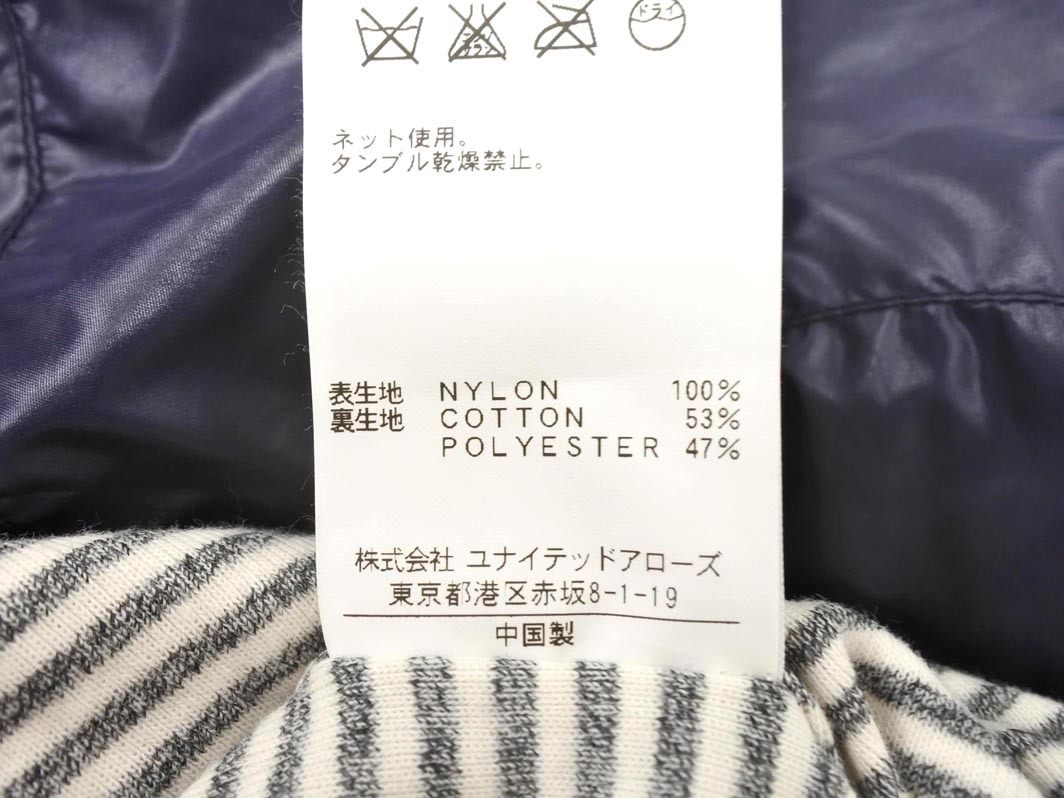 ドライ
ネット使用。
タンブル乾燥禁止。
表生地 NYLON 100%
裏生地 COTTON 53%
POLYESTER 47%
株式会社 ユナイテッドアローズ
東京都港区赤坂8-1-19
中国製